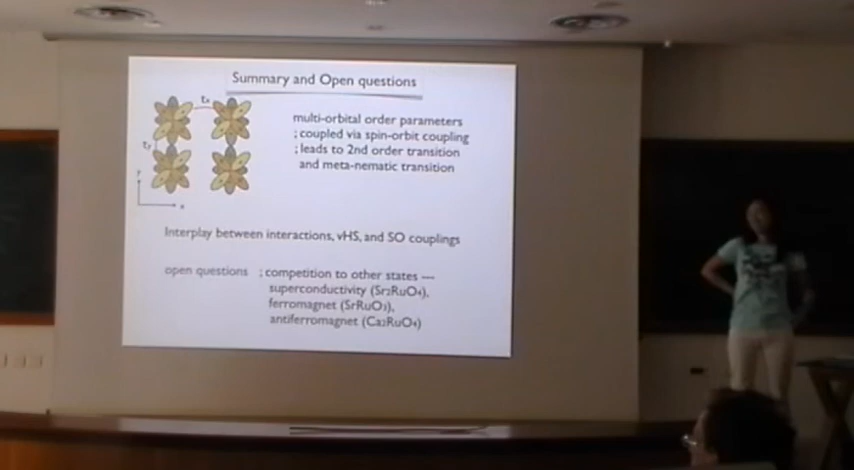 Summary and Open questions
tx
multi-orbital order parameters
; coupled via spin-orbit coupling
ty
; leads to 2nd order transition
and meta-nematic transition
y
x
Interplay between interactions, vHS, and SO couplings
open questions ; competition to other states ---
superconductivity (Sr₂RuO₄),
ferromagnet (SrRuO₃),
antiferromagnet (Ca₂RuO₄)